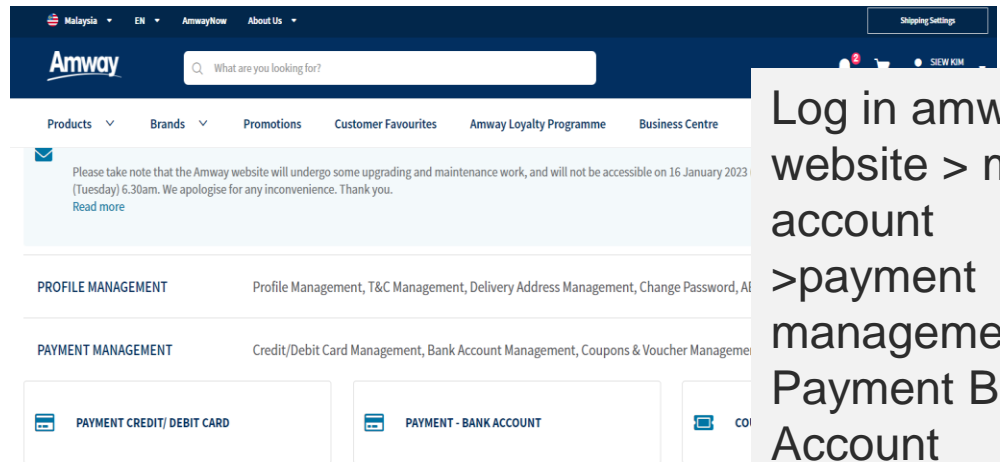 Malaysia EN AmwayNow About Us Shipping Settings
Amway What are you looking for? 2 SIEW KIM
Products Brands Promotions Customer Favourites Amway Loyalty Programme Business Centre
Please take note that the Amway website will undergo some upgrading and maintenance work, and will not be accessible on 16 January 2023
(Tuesday) 6.30am. We apologise for any inconvenience. Thank you.
Read more
PROFILE MANAGEMENT Profile Management, T&C Management, Delivery Address Management, Change Password,
PAYMENT MANAGEMENT Credit/Debit Card Management, Bank Account Management, Coupons & Voucher
PAYMENT CREDIT/ DEBIT CARD PAYMENT - BANK ACCOUNT
Log in
website >
account
>payment
Payment
Account